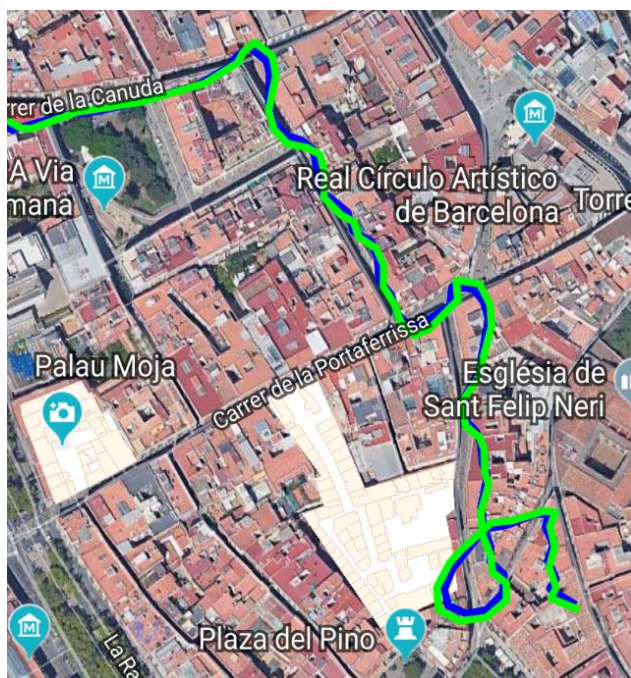 rrer de la Canuda
A Via
mana
Real Círculo Artístico
de Barcelona
Torre
Palau Moja
Carrer de la Portaferrissa
Església de
Sant Felip Neri
Plaza del Pino
La Ra